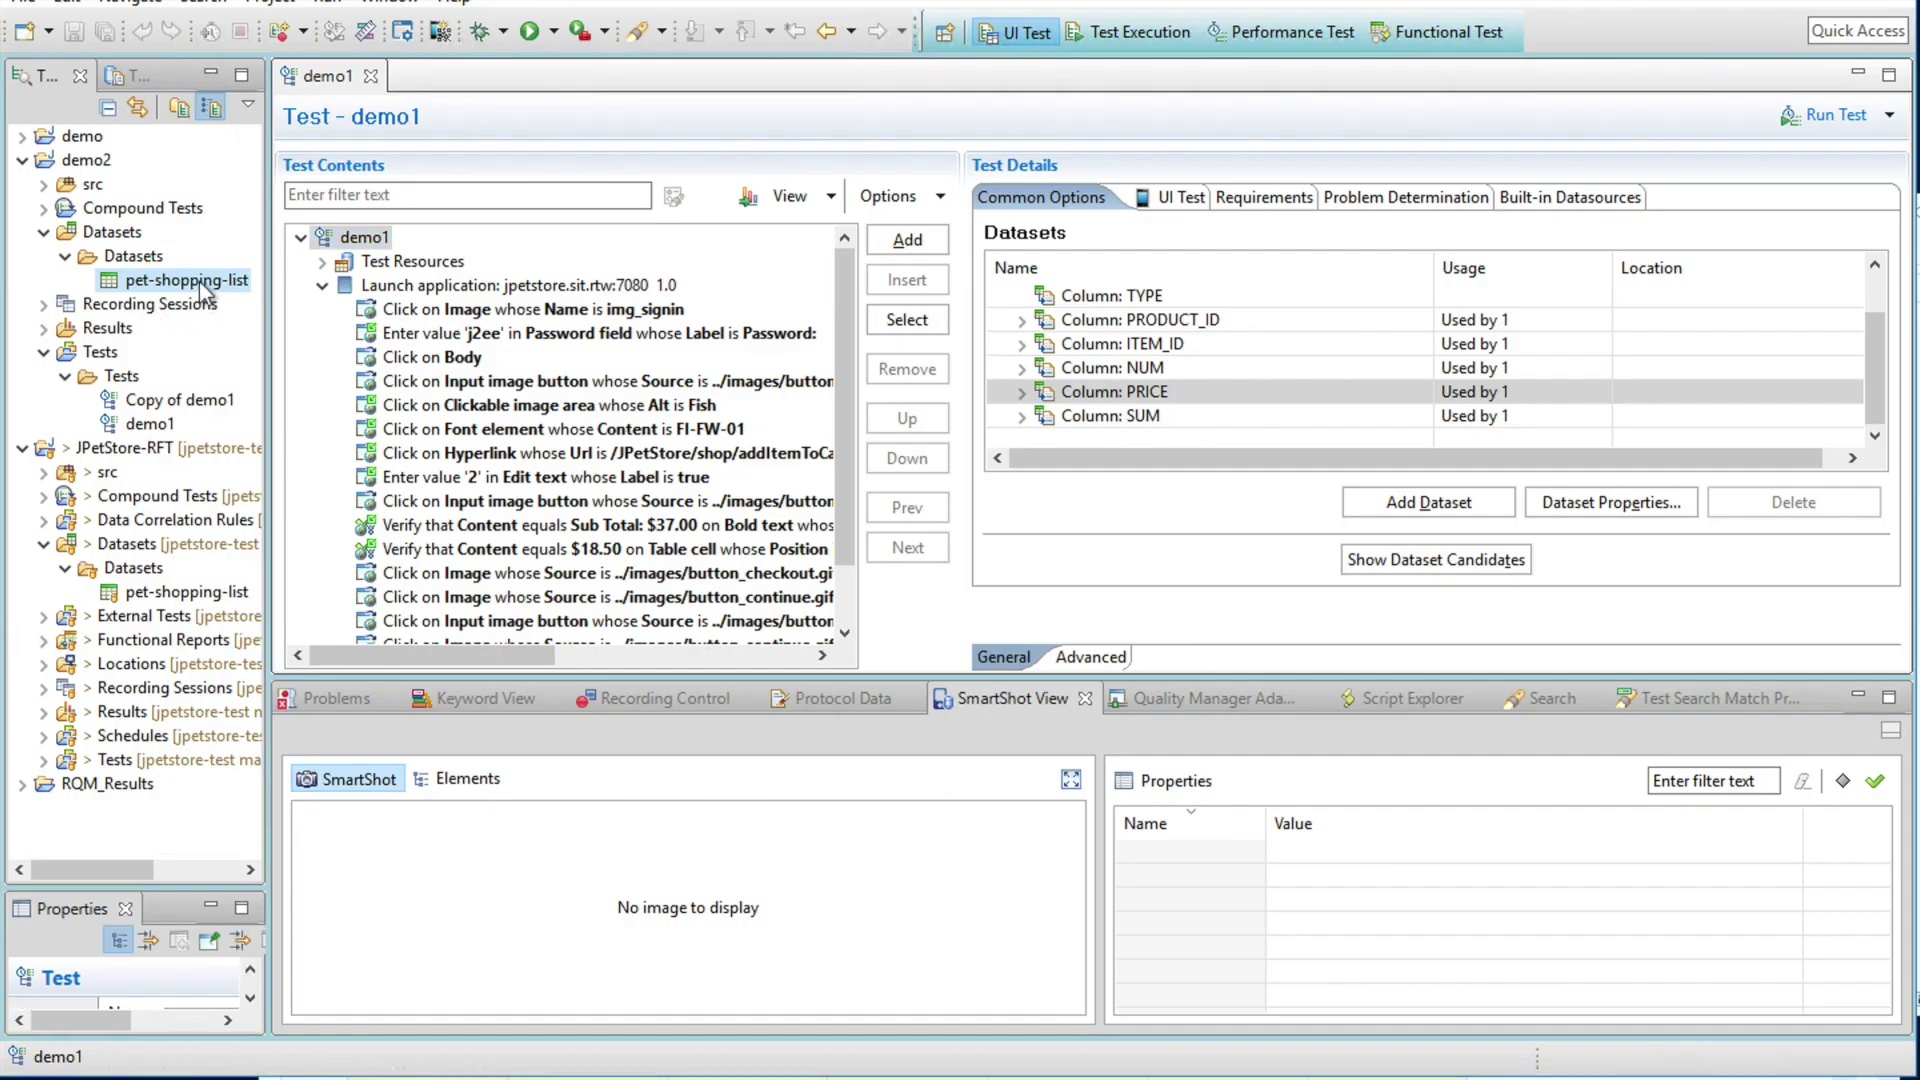 UI Test
Test Execution
Performance Test
Functional Test
Quick Access
T...
T...
demo
demo2
src
Compound Tests
Datasets
Datasets
pet-shopping-list
Recording Sessions
Results
Tests
Tests
Copy of demo1
demo1
> JPetStore-RFT [jpetstore-te
> src
> Compound Tests [jpets
> Data Correlation Rules [
> Datasets [jpetstore-test
Datasets
pet-shopping-list
> External Tests [jpetstore
> Functional Reports [jpe
> Locations [jpetstore-tes
> Recording Sessions [jpe
> Results [jpetstore-test n
> Schedules [jpetstore-te
> Tests [jpetstore-test ma
RQM_Results
Properties
Test
demo1
demo1
Test - demo1
Run Test
Test Contents
Enter filter text
View
Options
demo1
Test Resources
Launch application: jpetstore.sit.rtw:7080 1.0
Click on Image whose Name is img_signin
Enter value 'j2ee' in Password field whose Label is Password:
Click on Body
Click on Input image button whose Source is ../images/button
Click on Clickable image area whose Alt is Fish
Click on Font element whose Content is FI-FW-01
Click on Hyperlink whose Url is /JPetStore/shop/addItemToCa
Enter value '2' in Edit text whose Label is true
Click on Input image button whose Source is ../images/button
Verify that Content equals Sub Total: $37.00 on Bold text whos
Verify that Content equals $18.50 on Table cell whose Position
Click on Image whose Source is ../images/button_checkout.gi
Click on Image whose Source is ../images/button_continue.gif
Click on Input image button whose Source is ../images/button
Add
Insert
Select
Remove
Up
Down
Prev
Next
Test Details
Common Options
UI Test
Requirements
Problem Determination
Built-in Datasources
Datasets
Name
Usage
Location
Column: TYPE
Column: PRODUCT_ID Used by 1
Column: ITEM_ID Used by 1
Column: NUM Used by 1
Column: PRICE Used by 1
Column: SUM Used by 1
Add Dataset
Dataset Properties...
Delete
Show Dataset Candidates
General
Advanced
Problems
Keyword View
Recording Control
Protocol Data
SmartShot View
Quality Manager Ada...
Script Explorer
Search
Test Search Match Pr...
SmartShot
Elements
No image to display
Properties
Enter filter text
Name
Value